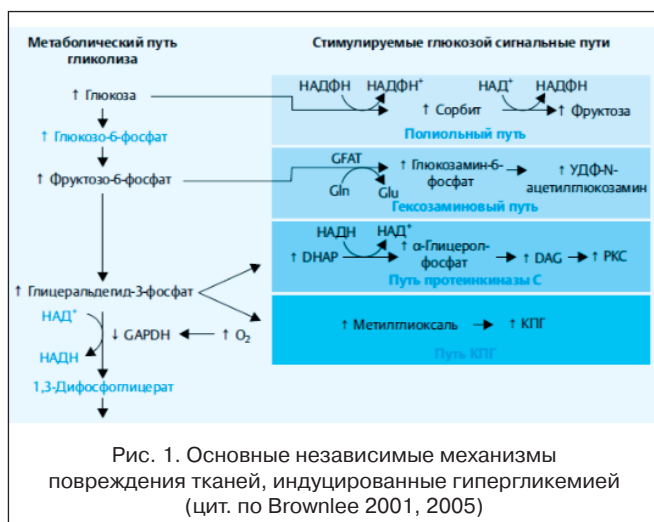 Метаболический путь
гликолиза
Стимулируемые глюкозой сигнальные пути
↑ Глюкоза
↑ Глюкозо-6-фосфат
↑ Фруктозо-6-фосфат
↑ Глицеральдегид-3-фосфат
НАД⁺
НАДН
↓ GAPDH
↑ O₂
1,3-Дифосфоглицерат
НАДФН
НАДФН⁺
НАД⁺
НАДФН
↑ Сорбит
↑ Фруктоза
Полиольный путь
GFAT
Gln
Glu
↑ Глюкозамин-6-
фосфат
↑ УДФ-N-
ацетилглюкозамин
Гексозаминовый путь
НАДН
НАД⁺
↑ DHAP
↑ α-Глицерол-
фосфат
↑ DAG
↑ РКС
Путь протеинкиназы С
↑ Метилглиоксаль
↑ КПГ
Путь КПГ
Рис. 1. Основные независимые механизмы
повреждения тканей, индуцированные гипергликемией
(цит. по Brownlee 2001, 2005)